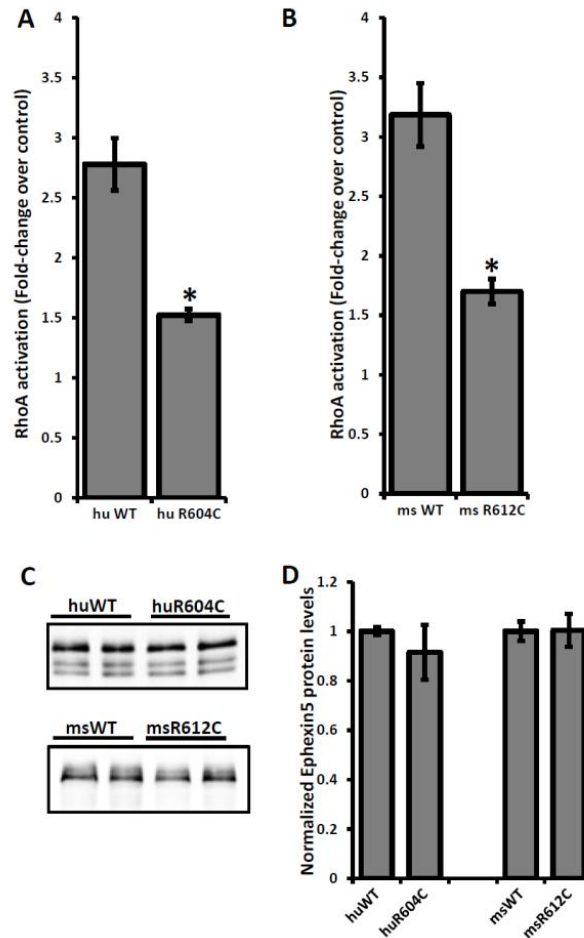 A
4
3.5
3
2.5
2
1.5
1
0.5
0
RhoA activation (Fold-change over control)
*
hu WT
hu R604C
B
4
3.5
3
2.5
2
1.5
1
0.5
0
RhoA activation (Fold-change over control)
*
ms WT
ms R612C
C
huWT
huR604C
msWT
msR612C
D
1.2
1
0.8
0.6
0.4
0.2
0
Normalized Ephexin5 protein levels
huWT
huR604C
msWT
msR612C